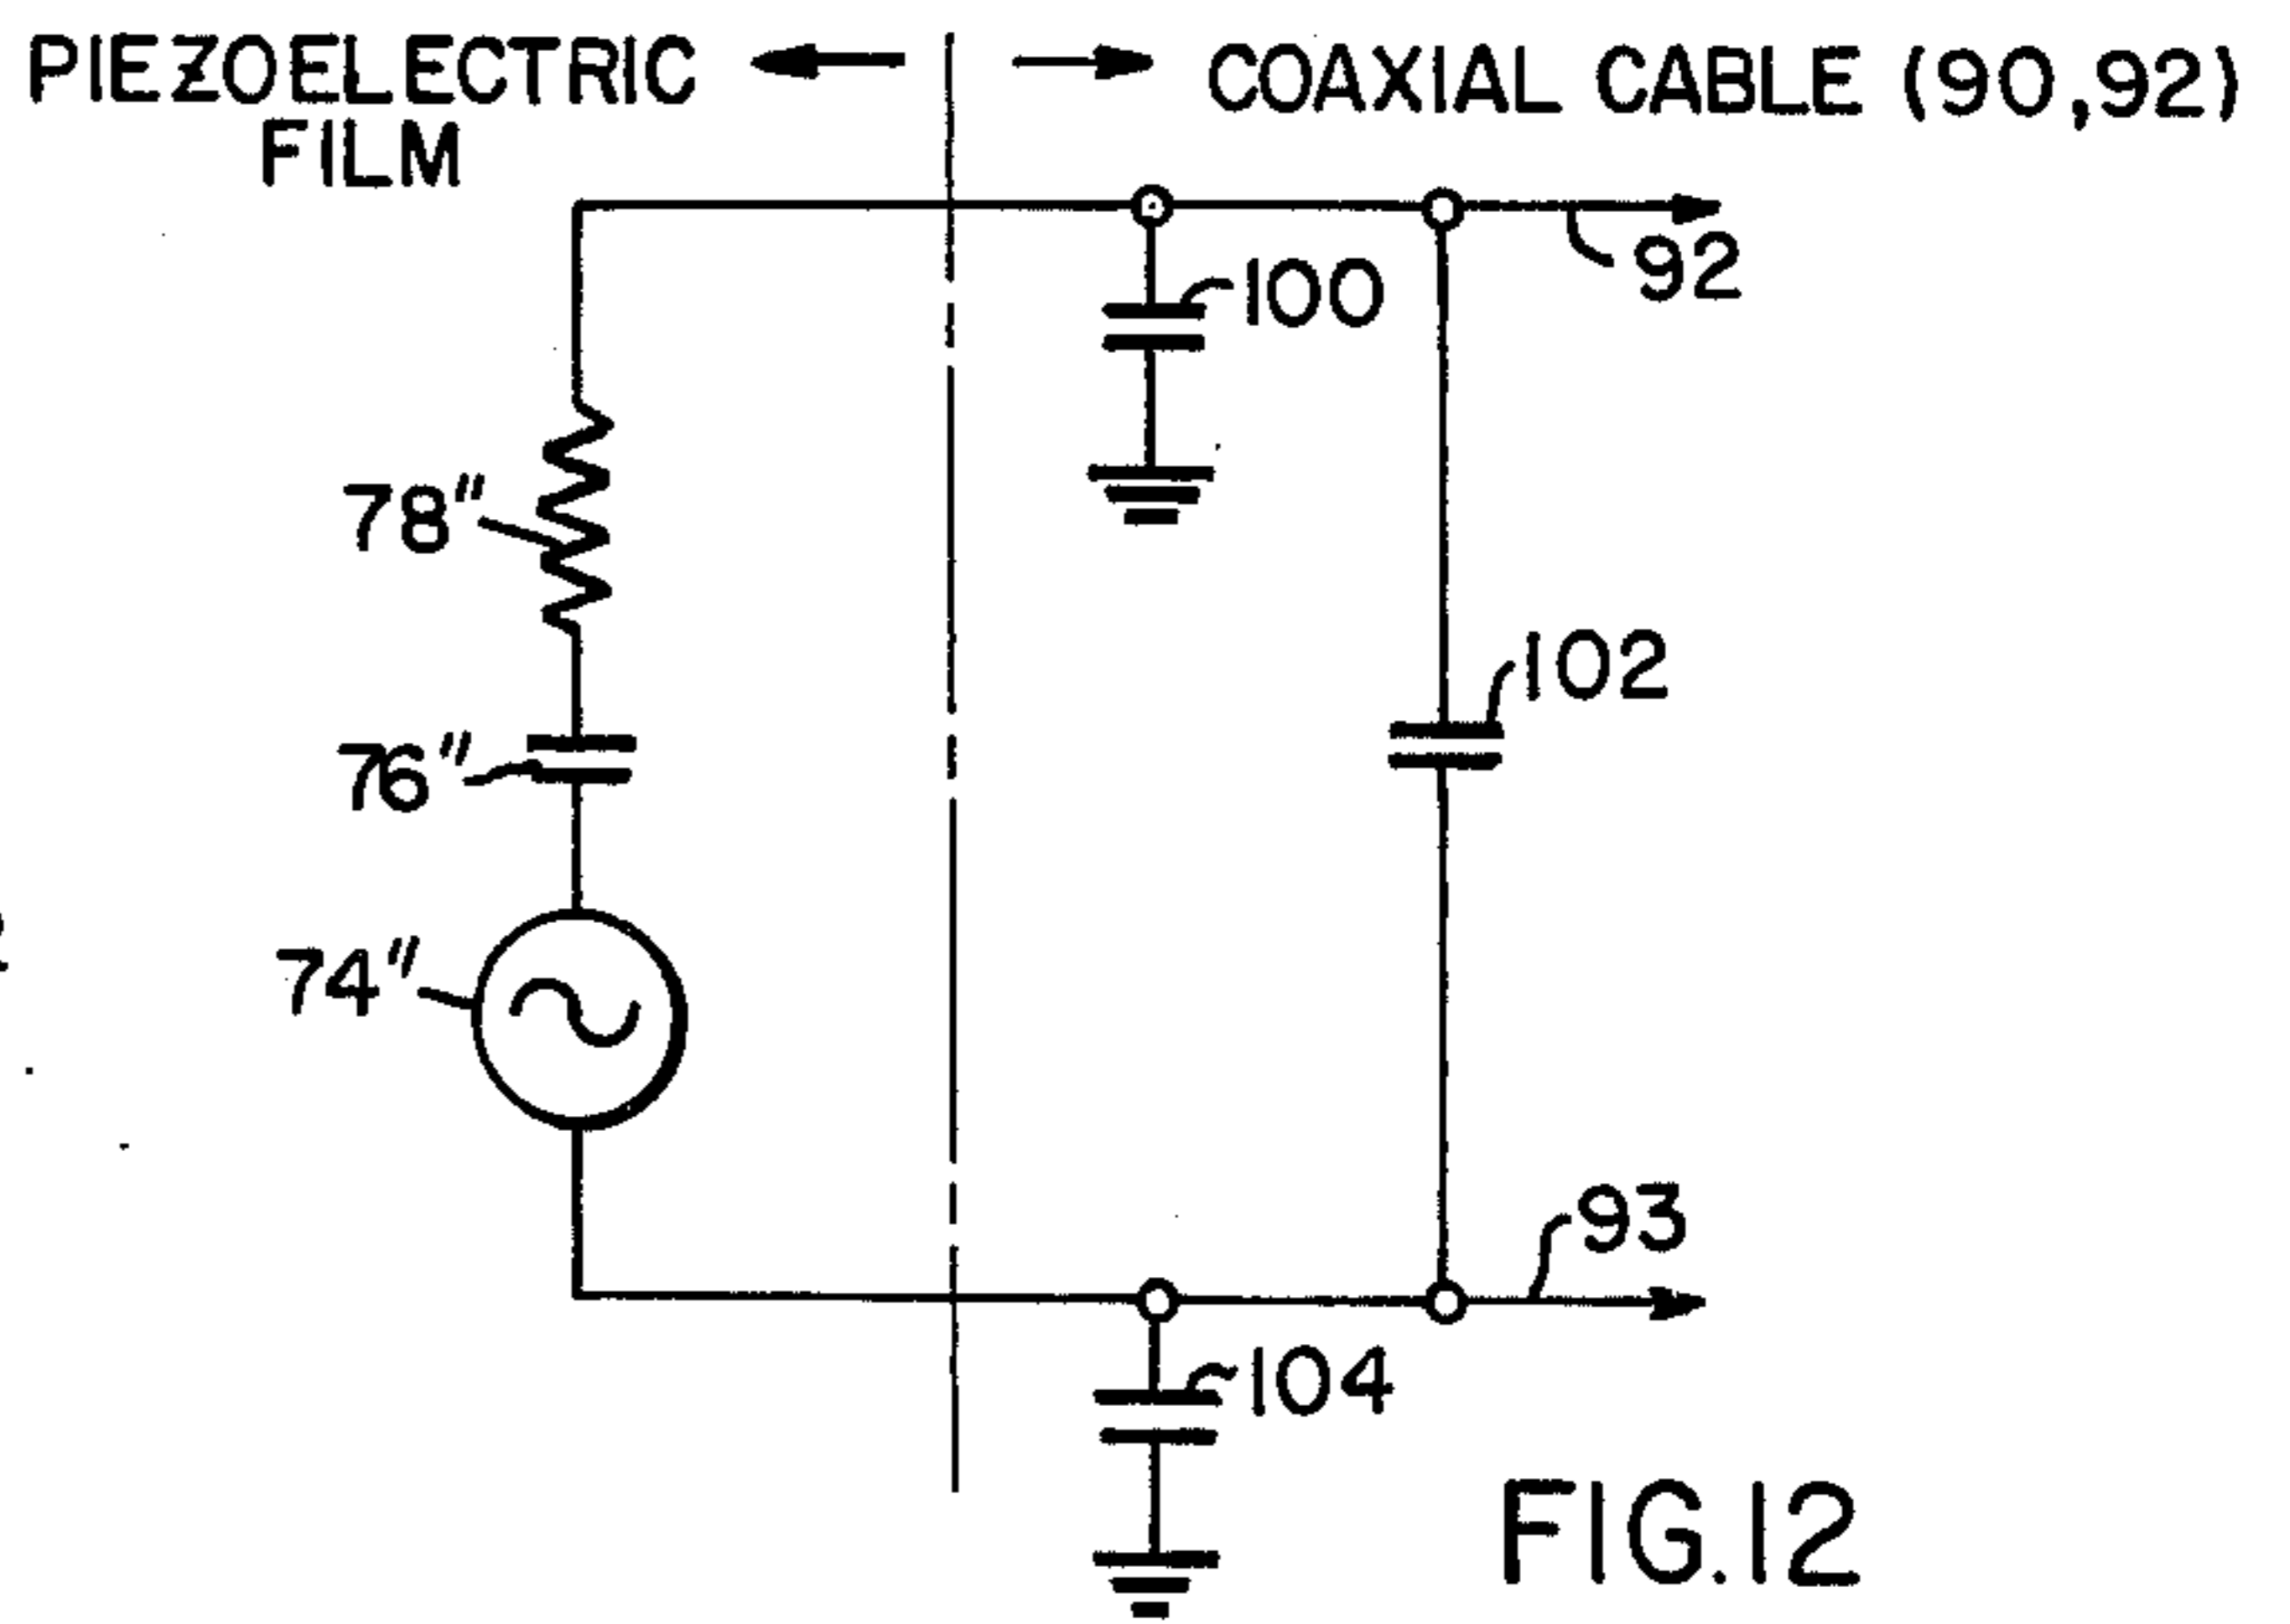 PIEZOELECTRIC
FILM
COAXIAL CABLE (90,92)
92
100
78"
102
76"
74"
93
104
FIG.12